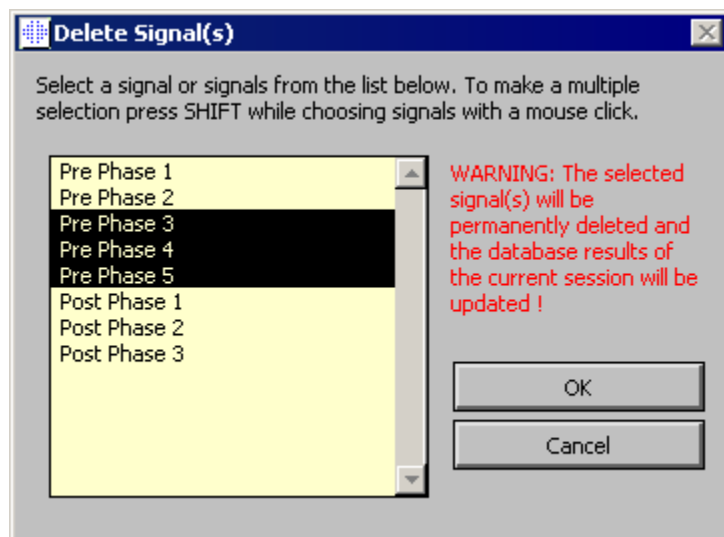 Delete Signal(s)
Select a signal or signals from the list below. To make a multiple
selection press SHIFT while choosing signals with a mouse click.
Pre Phase 1
Pre Phase 2
Pre Phase 3
Pre Phase 4
Pre Phase 5
Post Phase 1
Post Phase 2
Post Phase 3
WARNING: The selected
signal(s) will be
permanently deleted and
the database results of
the current session will be
updated !
OK
Cancel